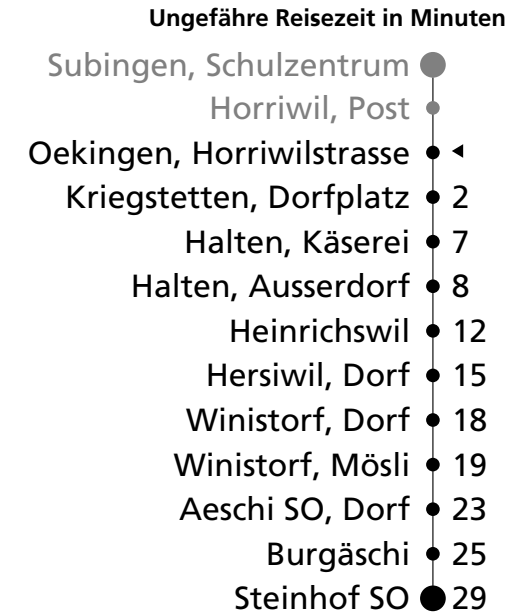 Ungefähre Reisezeit in Minuten
Subingen, Schulzentrum
Horriwil, Post
Oekingen, Horriwilstrasse
Kriegstetten, Dorfplatz 2
Halten, Käserei 7
Halten, Ausserdorf 8
Heinrichswil 12
Hersiwil, Dorf 15
Winistorf, Dorf 18
Winistorf, Mösli 19
Aeschi SO, Dorf 23
Burgäschi 25
Steinhof SO 29